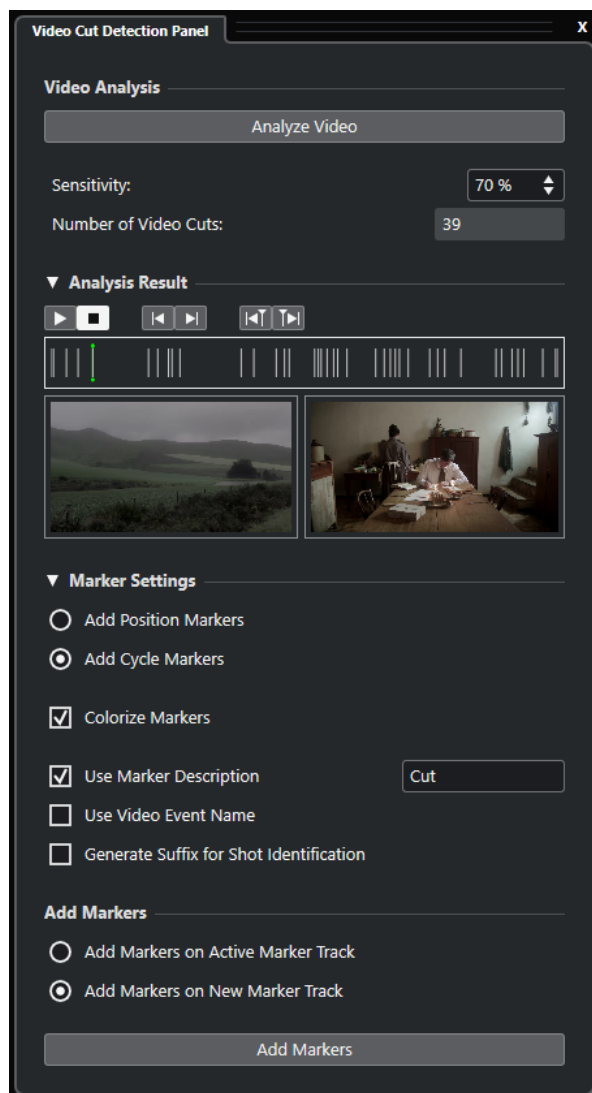 Video Cut Detection Panel
X
Video Analysis
Analyze Video
Sensitivity:
70 %
Number of Video Cuts:
39
Analysis Result
Marker Settings
Add Position Markers
Add Cycle Markers
Colorize Markers
Use Marker Description
Cut
Use Video Event Name
Generate Suffix for Shot Identification
Add Markers
Add Markers on Active Marker Track
Add Markers on New Marker Track
Add Markers